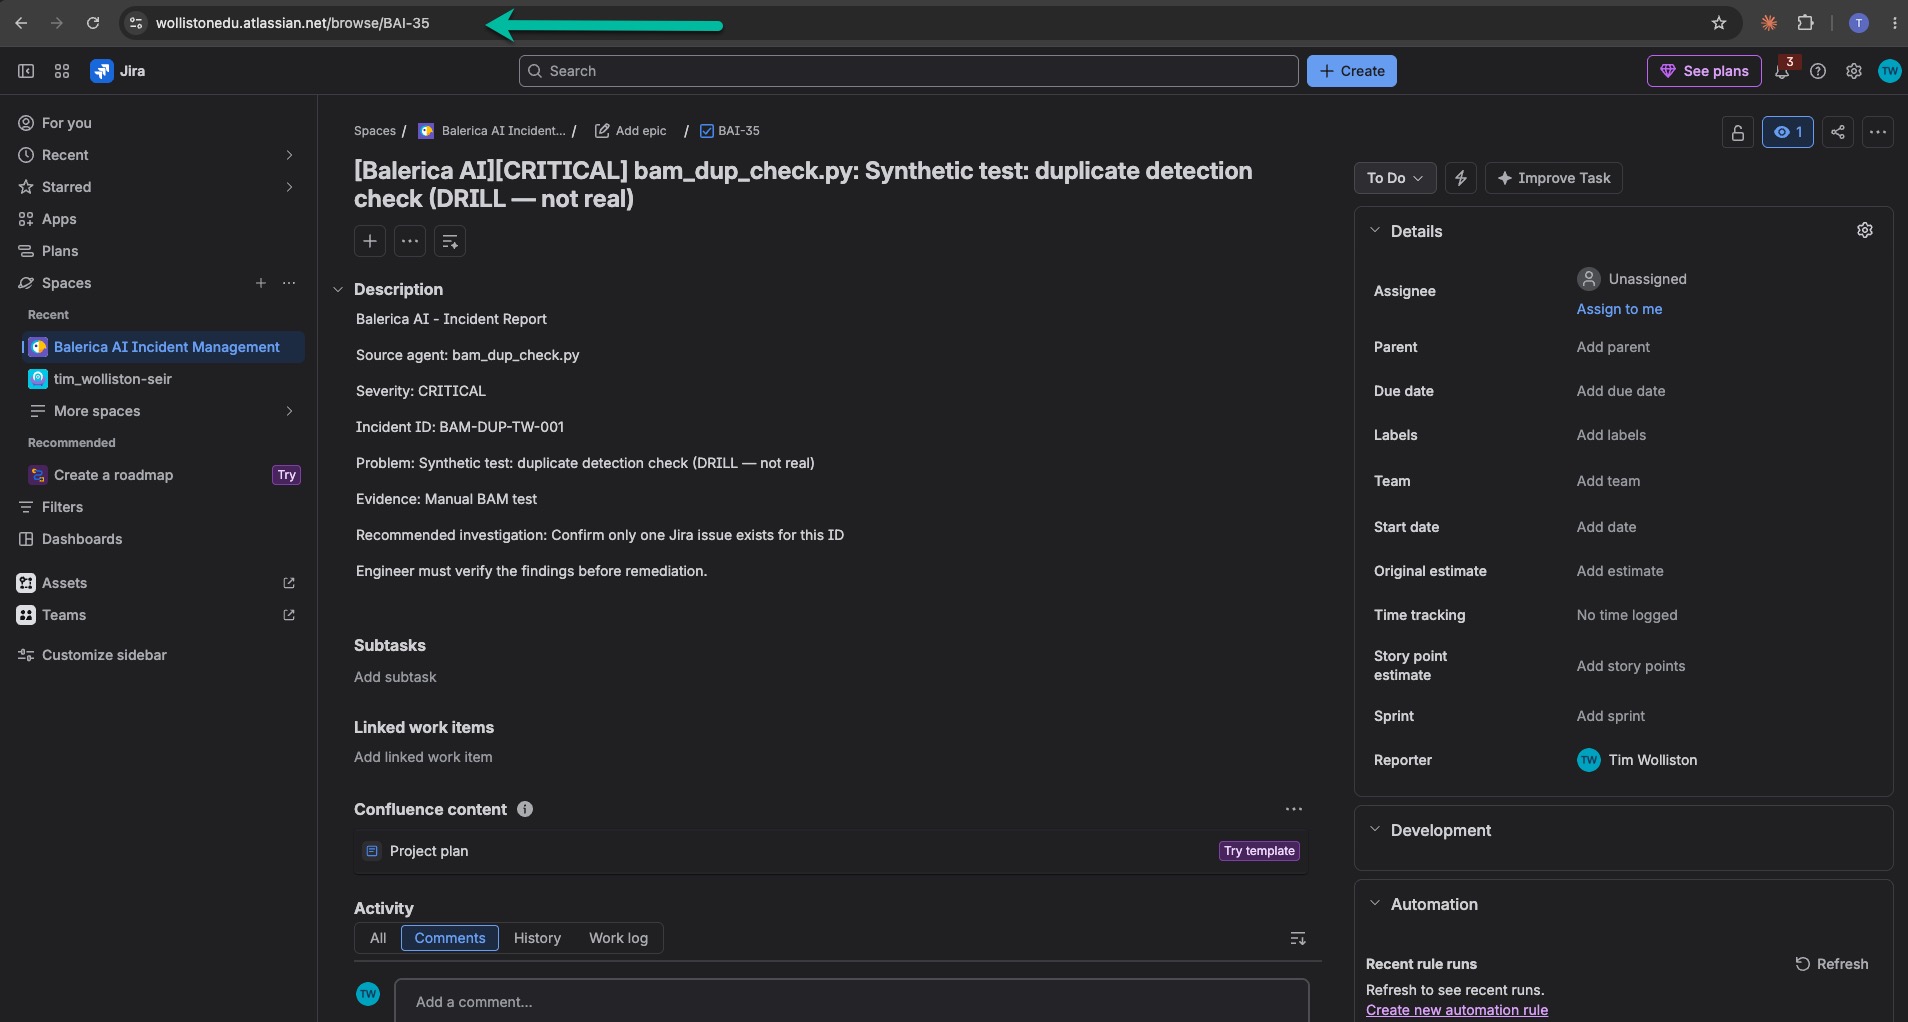 wollistonedu.atlassian.net/browse/BAI-35
T
Jira
Search
Create
See plans
3
TW
For you
Recent
Starred
Apps
Plans
Spaces
Recent
Balerica AI Incident Management
tim_wolliston-seir
More spaces
Recommended
Create a roadmap Try
Filters
Dashboards
Assets
Teams
Customize sidebar
Spaces / Balerica AI Incident... / Add epic / BAI-35
[Balerica AI][CRITICAL] bam_dup_check.py: Synthetic test: duplicate detection
check (DRILL — not real)
Description
Balerica AI - Incident Report
Source agent: bam_dup_check.py
Severity: CRITICAL
Incident ID: BAM-DUP-TW-001
Problem: Synthetic test: duplicate detection check (DRILL — not real)
Evidence: Manual BAM test
Recommended investigation: Confirm only one Jira issue exists for this ID
Engineer must verify the findings before remediation.
Subtasks
Add subtask
Linked work items
Add linked work item
Confluence content
Project plan Try template
Activity
All Comments History Work log
TW Add a comment...
1
To Do Improve Task
Details
Assignee Unassigned
Assign to me
Parent Add parent
Due date Add due date
Labels Add labels
Team Add team
Start date Add date
Original estimate Add estimate
Time tracking No time logged
Story point
estimate Add story points
Sprint Add sprint
Reporter TW Tim Wolliston
Development
Automation
Recent rule runs Refresh
Refresh to see recent runs.
Create new automation rule